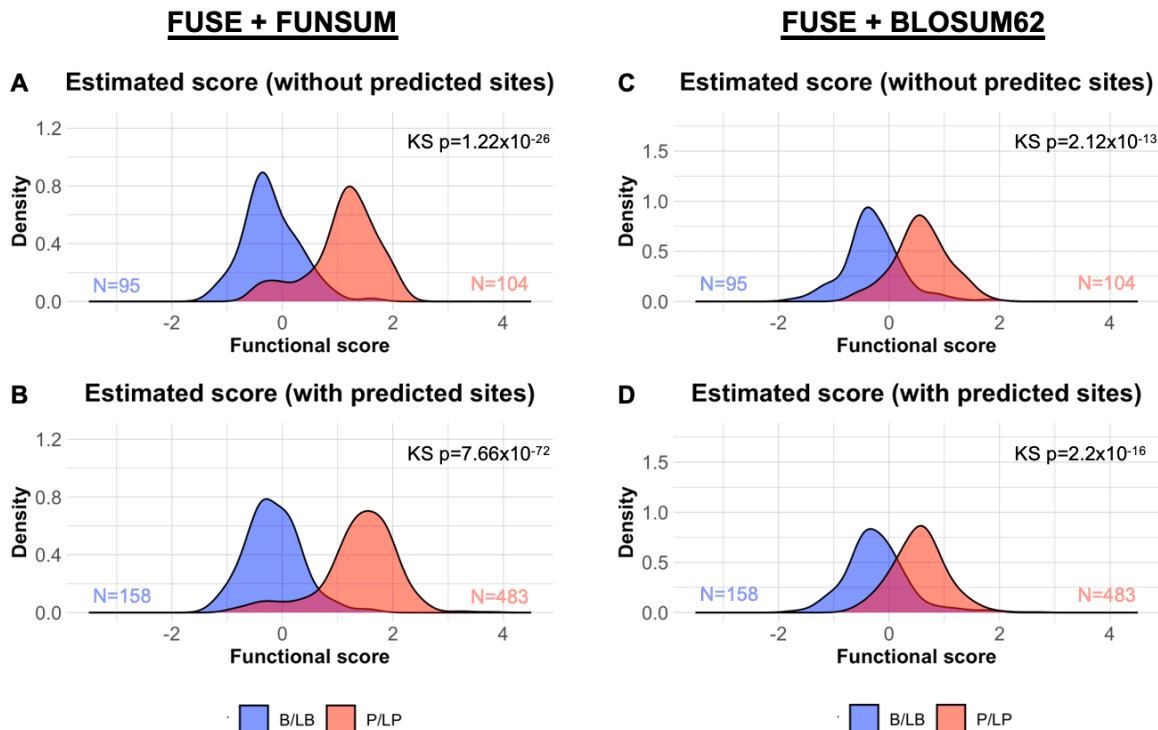 FUSE + FUNSUM
FUSE + BLOSUM62
A Estimated score (without predicted sites)
1.2
0.8
0.4
0.0
Density
KS p=1.22x10-26
N=95
N=104
-2 0 2 4
Functional score
B Estimated score (with predicted sites)
1.2
0.8
0.4
0.0
Density
KS p=7.66x10-72
N=158
N=483
-2 0 2 4
Functional score
B/LB P/LP
C Estimated score (without preditec sites)
1.5
1.0
0.5
0.0
Density
KS p=2.12x10-13
N=95
N=104
-2 0 2 4
Functional score
D Estimated score (with predicted sites)
1.5
1.0
0.5
0.0
Density
KS p=2.2x10-16
N=158
N=483
-2 0 2 4
Functional score
B/LB P/LP